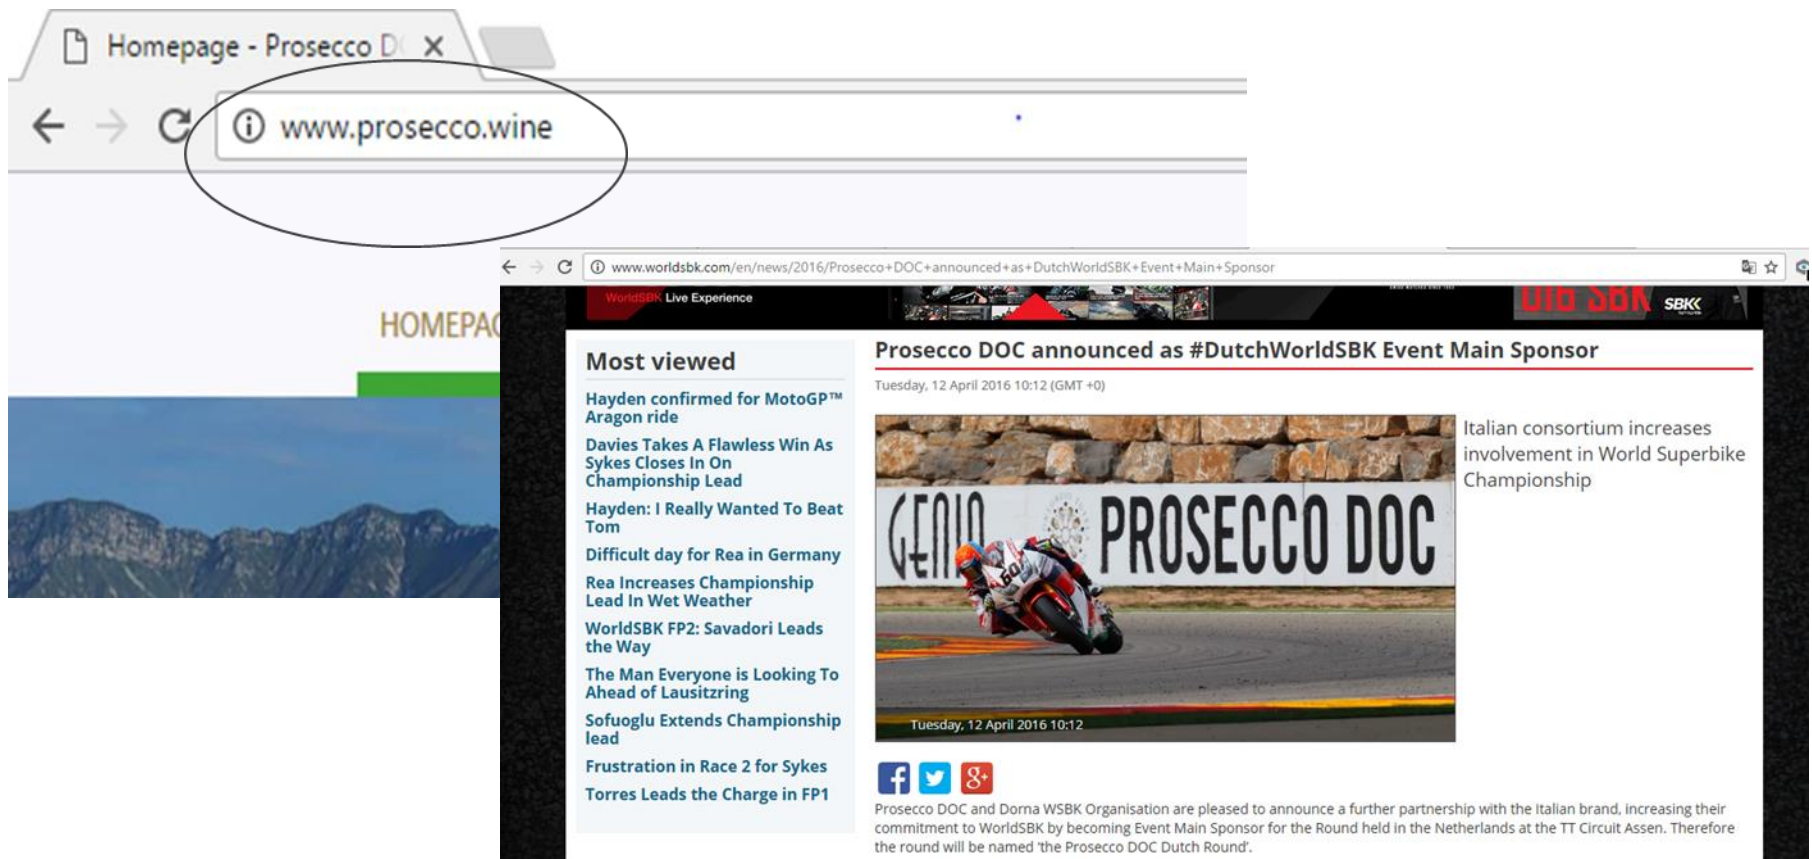 Homepage - Prosecco D
www.prosecco.wine
HOMEPAG
www.worldsbk.com/en/news/2016/Prosecco+DOC+announced+as+DutchWorldSBK+Event+Main+Sponsor
WorldSBK Live Experience
016 SBK
SBK
Most viewed
Hayden confirmed for MotoGP™
Aragon ride
Davies Takes A Flawless Win As
Sykes Closes In On
Championship Lead
Hayden: I Really Wanted To Beat
Tom
Difficult day for Rea in Germany
Rea Increases Championship
Lead In Wet Weather
WorldSBK FP2: Savadori Leads
the Way
The Man Everyone is Looking To
Ahead of Lausitzring
Sofuoglu Extends Championship
lead
Frustration in Race 2 for Sykes
Torres Leads the Charge in FP1
Prosecco DOC announced as #DutchWorldSBK Event Main Sponsor
Tuesday, 12 April 2016 10:12 (GMT +0)
GENIO
PROSECCO DOC
60
Tuesday, 12 April 2016 10:12
Italian consortium increases
involvement in World Superbike
Championship
Prosecco DOC and Dorna WSBK Organisation are pleased to announce a further partnership with the Italian brand, increasing their
commitment to WorldSBK by becoming Event Main Sponsor for the Round held in the Netherlands at the TT Circuit Assen. Therefore
the round will be named 'the Prosecco DOC Dutch Round'.